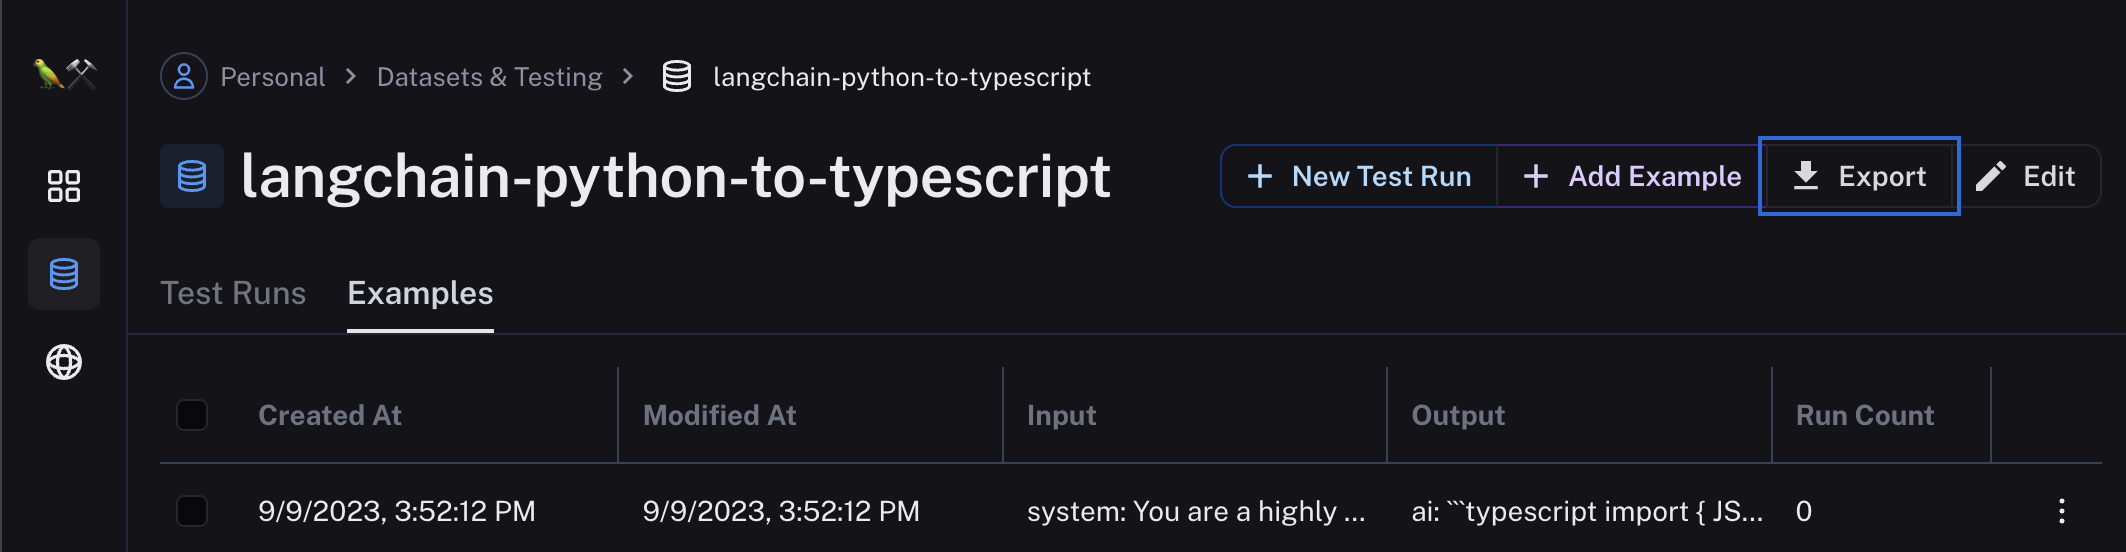 Personal > Datasets & Testing > langchain-python-to-typescript
langchain-python-to-typescript
+ New Test Run + Add Example Export Edit
Test Runs Examples
Created At Modified At Input Output Run Count
9/9/2023, 3:52:12 PM 9/9/2023, 3:52:12 PM system: You are a highly ... ai: ```typescript import { JS... 0